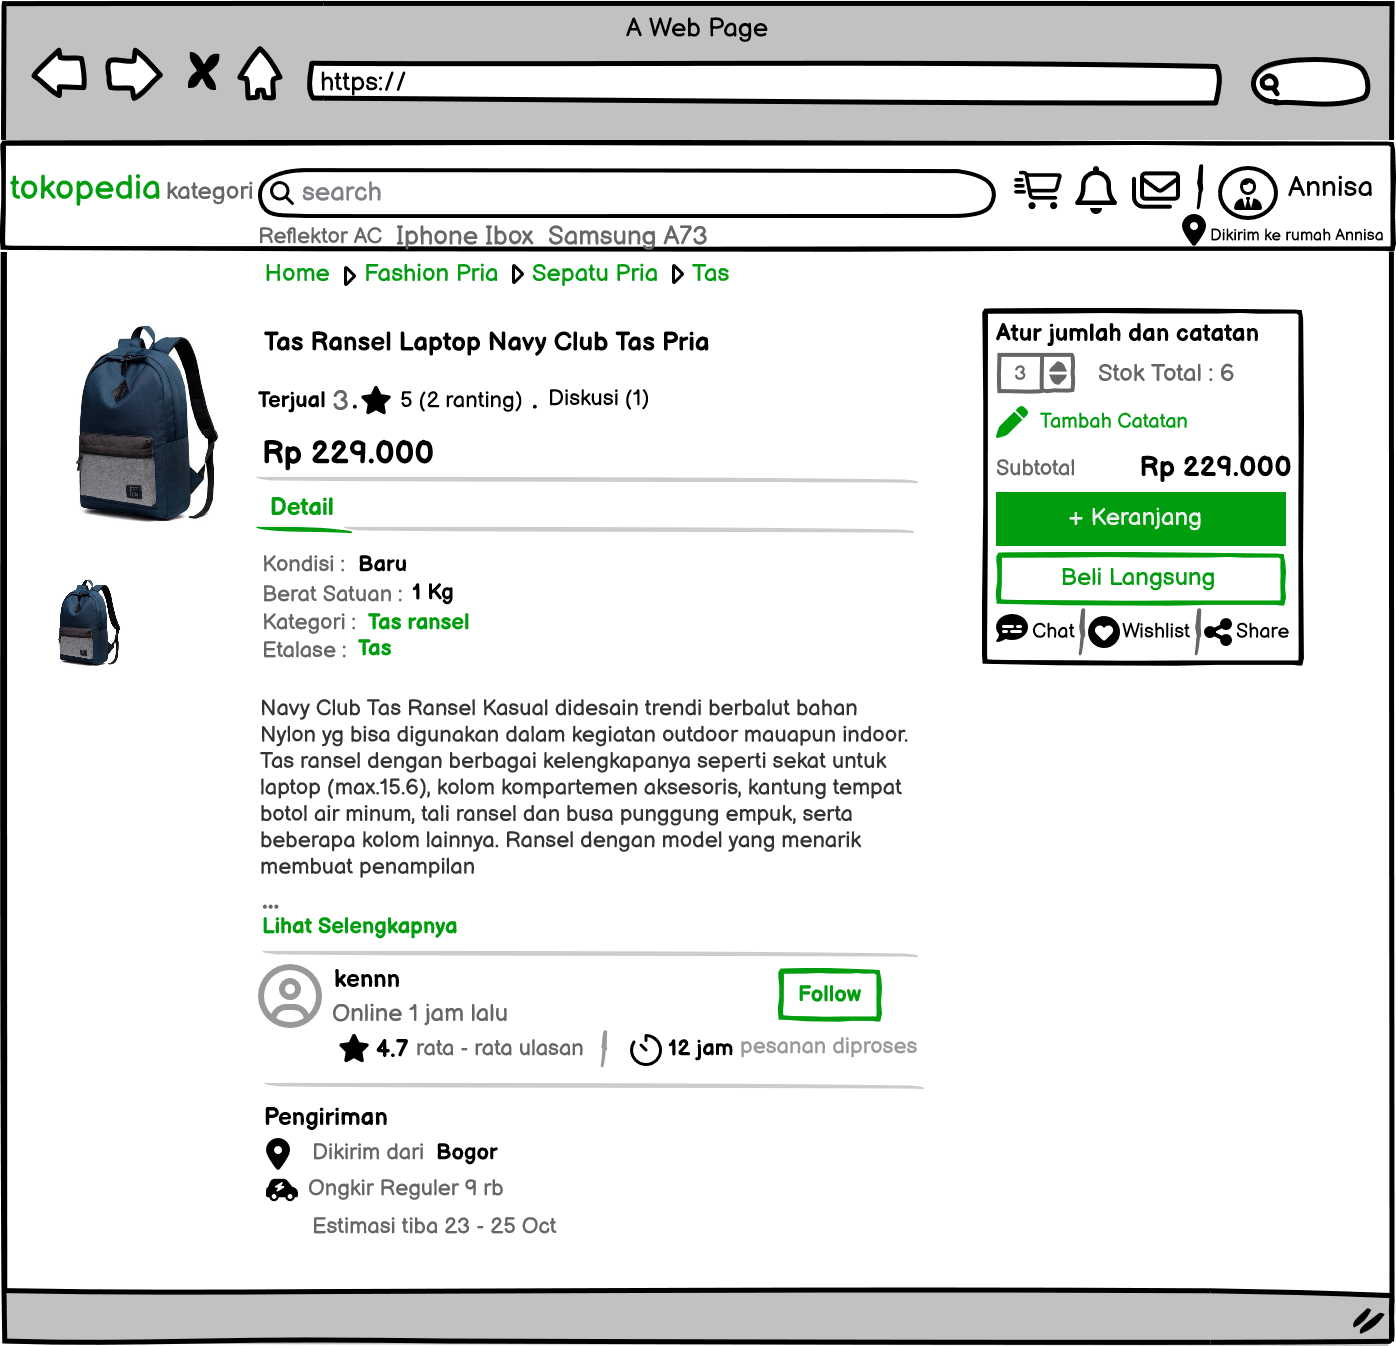 A Web Page
https://
tokopedia kategori search Annisa
Reflektor AC Iphone Ibox Samsung A73 Dikirim ke rumah Annisa
Home Fashion Pria Sepatu Pria Tas
Tas Ransel Laptop Navy Club Tas Pria
Terjual 3 . 5 (2 ranting) . Diskusi (1)
Rp 229.000
Detail
Kondisi : Baru
Berat Satuan : 1 Kg
Kategori : Tas ransel
Etalase : Tas
Navy Club Tas Ransel Kasual didesain trendi berbalut bahan
Nylon yg bisa digunakan dalam kegiatan outdoor mauapun indoor.
Tas ransel dengan berbagai kelengkapanya seperti sekat untuk
laptop (max.15.6), kolom kompartemen aksesoris, kantung tempat
botol air minum, tali ransel dan busa punggung empuk, serta
beberapa kolom lainnya. Ransel dengan model yang menarik
membuat penampilan
...
Lihat Selengkapnya
kennn
Online 1 jam lalu
Follow
4.7 rata - rata ulasan 12 jam pesanan diproses
Pengiriman
Dikirim dari Bogor
Ongkir Reguler 9 rb
Estimasi tiba 23 - 25 Oct
Atur jumlah dan catatan
3 Stok Total : 6
Tambah Catatan
Subtotal Rp 229.000
+ Keranjang
Beli Langsung
Chat Wishlist Share